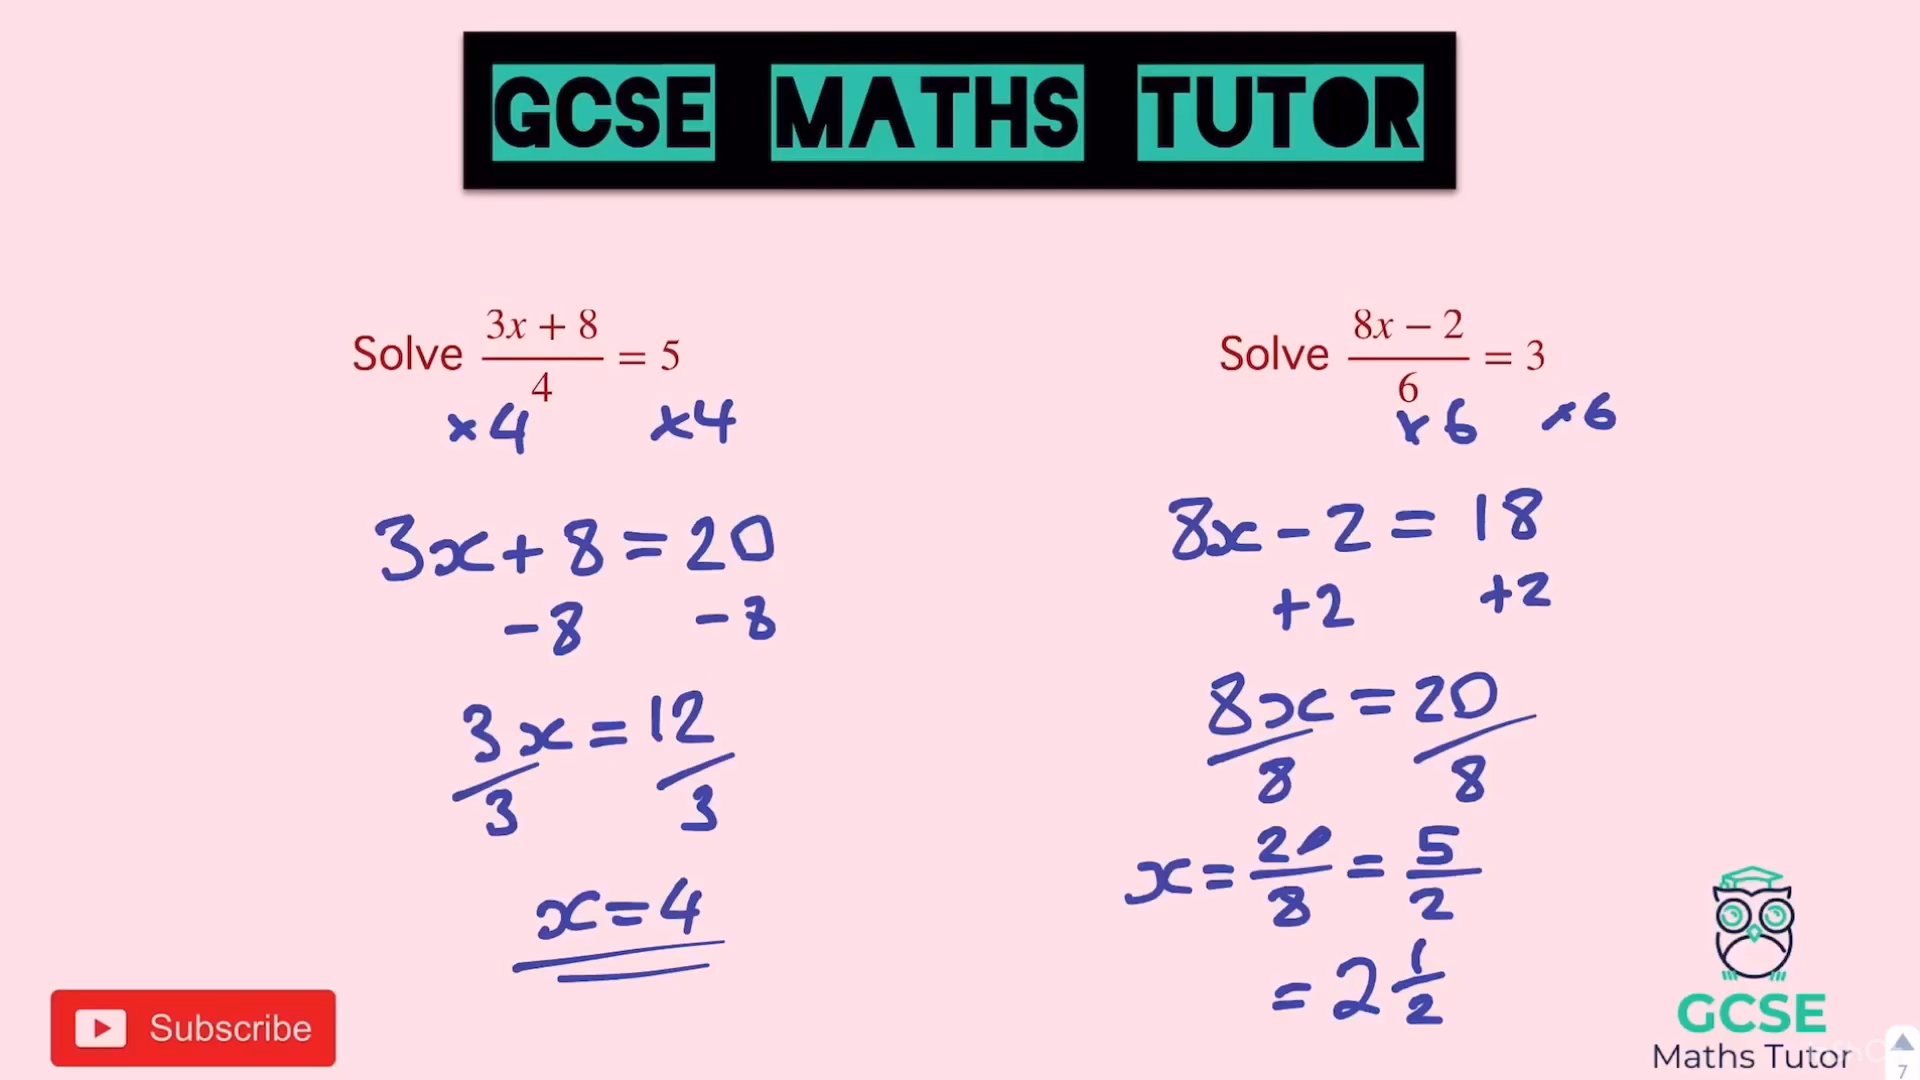 GCSE MATHS TUTOR
Solve (3x + 8)/4 = 5
×4 ×4
3x + 8 = 20
-8 -8
3x = 12
/3 /3
x = 4
Solve (8x − 2)/6 = 3
×6 ×6
8x - 2 = 18
+2 +2
8x = 20
/8 /8
x = 20/8 = 5/2
= 2 1/2
Subscribe
GCSE
Maths Tutor
7